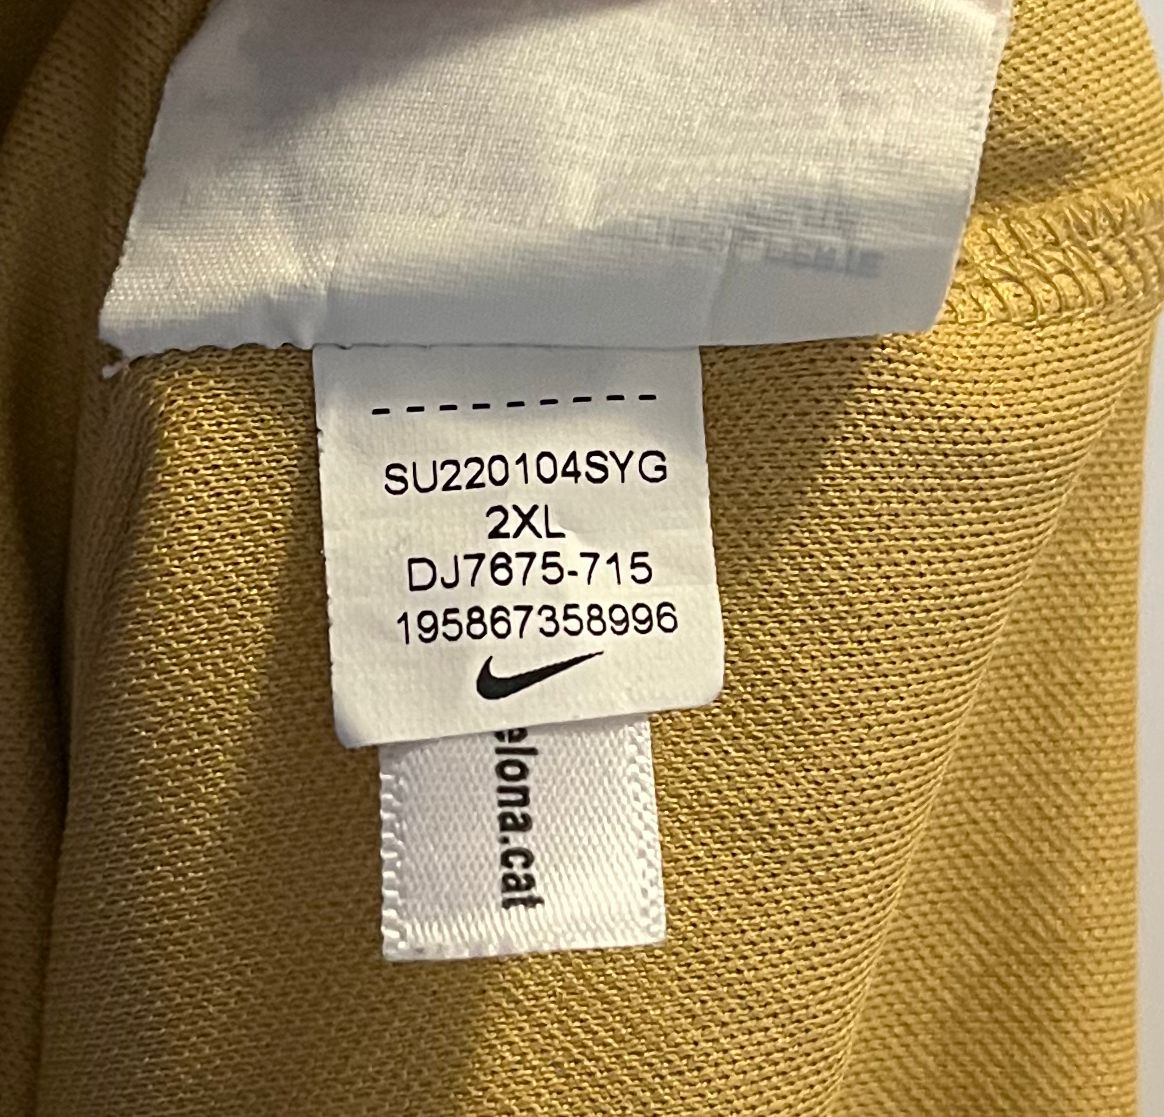 ---------
SU220104SYG
2XL
DJ7675-715
195867358996
elona.cat